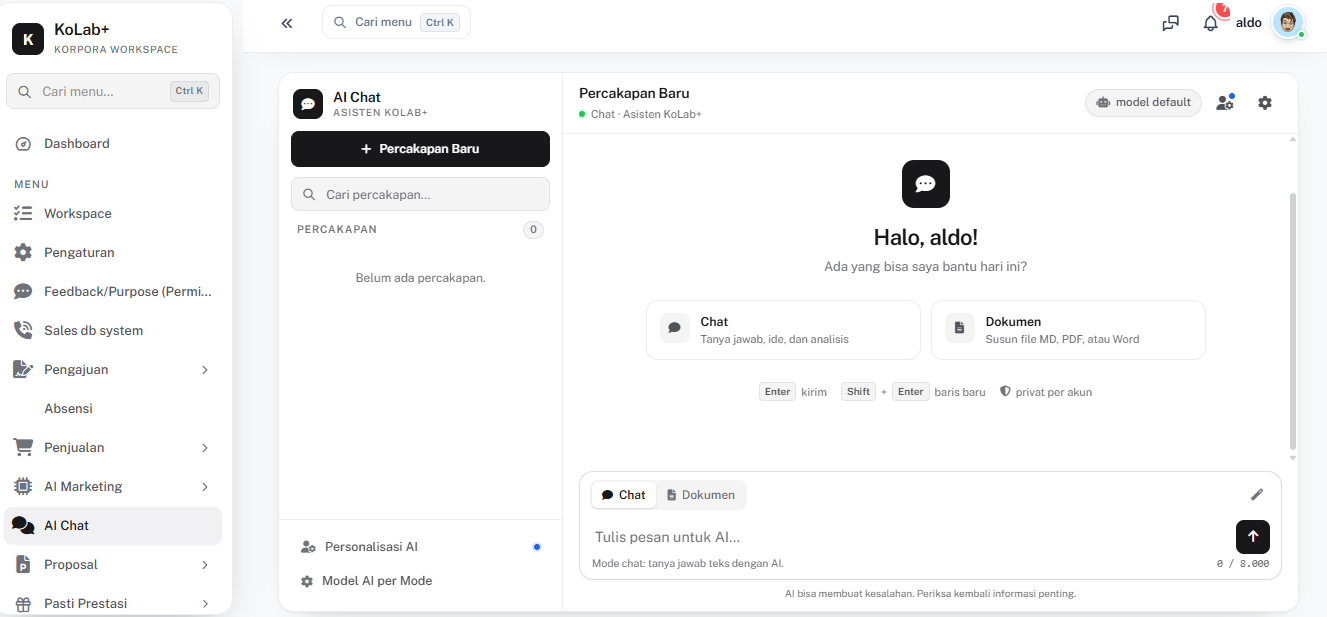 K
KoLab+
KORPORA WORKSPACE
Cari menu...
Ctrl K
Dashboard
MENU
Workspace
Pengaturan
Feedback/Purpose (Permi...
Sales db system
Pengajuan
Absensi
Penjualan
AI Marketing
AI Chat
Proposal
Pasti Prestasi
Cari menu
Ctrl K
7
aldo
AI Chat
ASISTEN KOLAB+
+ Percakapan Baru
Cari percakapan...
PERCAKAPAN
0
Belum ada percakapan.
Personalisasi AI
Model AI per Mode
Percakapan Baru
Chat · Asisten KoLab+
model default
Halo, aldo!
Ada yang bisa saya bantu hari ini?
Chat
Tanya jawab, ide, dan analisis
Dokumen
Susun file MD, PDF, atau Word
Enter kirim Shift + Enter baris baru privat per akun
Chat
Dokumen
Tulis pesan untuk AI...
Mode chat: tanya jawab teks dengan AI.
0 / 8.000
AI bisa membuat kesalahan. Periksa kembali informasi penting.